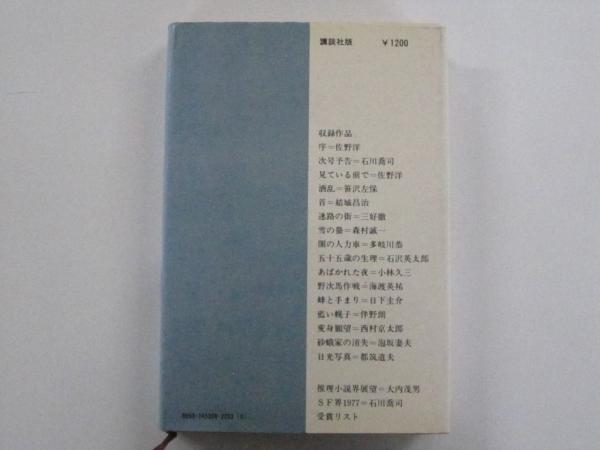 講談社版 ¥1200
収録作品
序＝佐野洋
次号予告＝石川喬司
見ている前で＝佐野洋
酒乱＝笹沢左保
首＝結城昌治
迷路の街＝三好徹
雪の螢＝森村誠一
闇の人力車＝多岐川恭
五十五歳の生理＝石沢英太郎
あばかれた夜＝小林久三
野次馬作戦＝海渡英祐
蜂と手まり＝日下圭介
藍い幌子＝伴野朗
変身願望＝西村京太郎
砂蛾家の消失＝泡坂妻夫
日光写真＝都筑道夫
推理小説界展望＝大内茂男
ＳＦ界1977＝石川喬司
受賞リスト